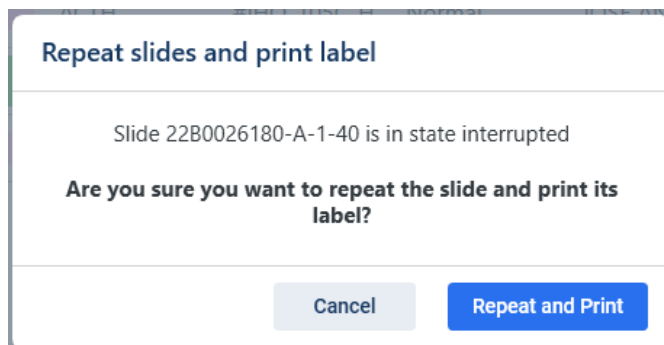 Repeat slides and print label
Slide 22B0026180-A-1-40 is in state interrupted
Are you sure you want to repeat the slide and print its
label?
Cancel Repeat and Print